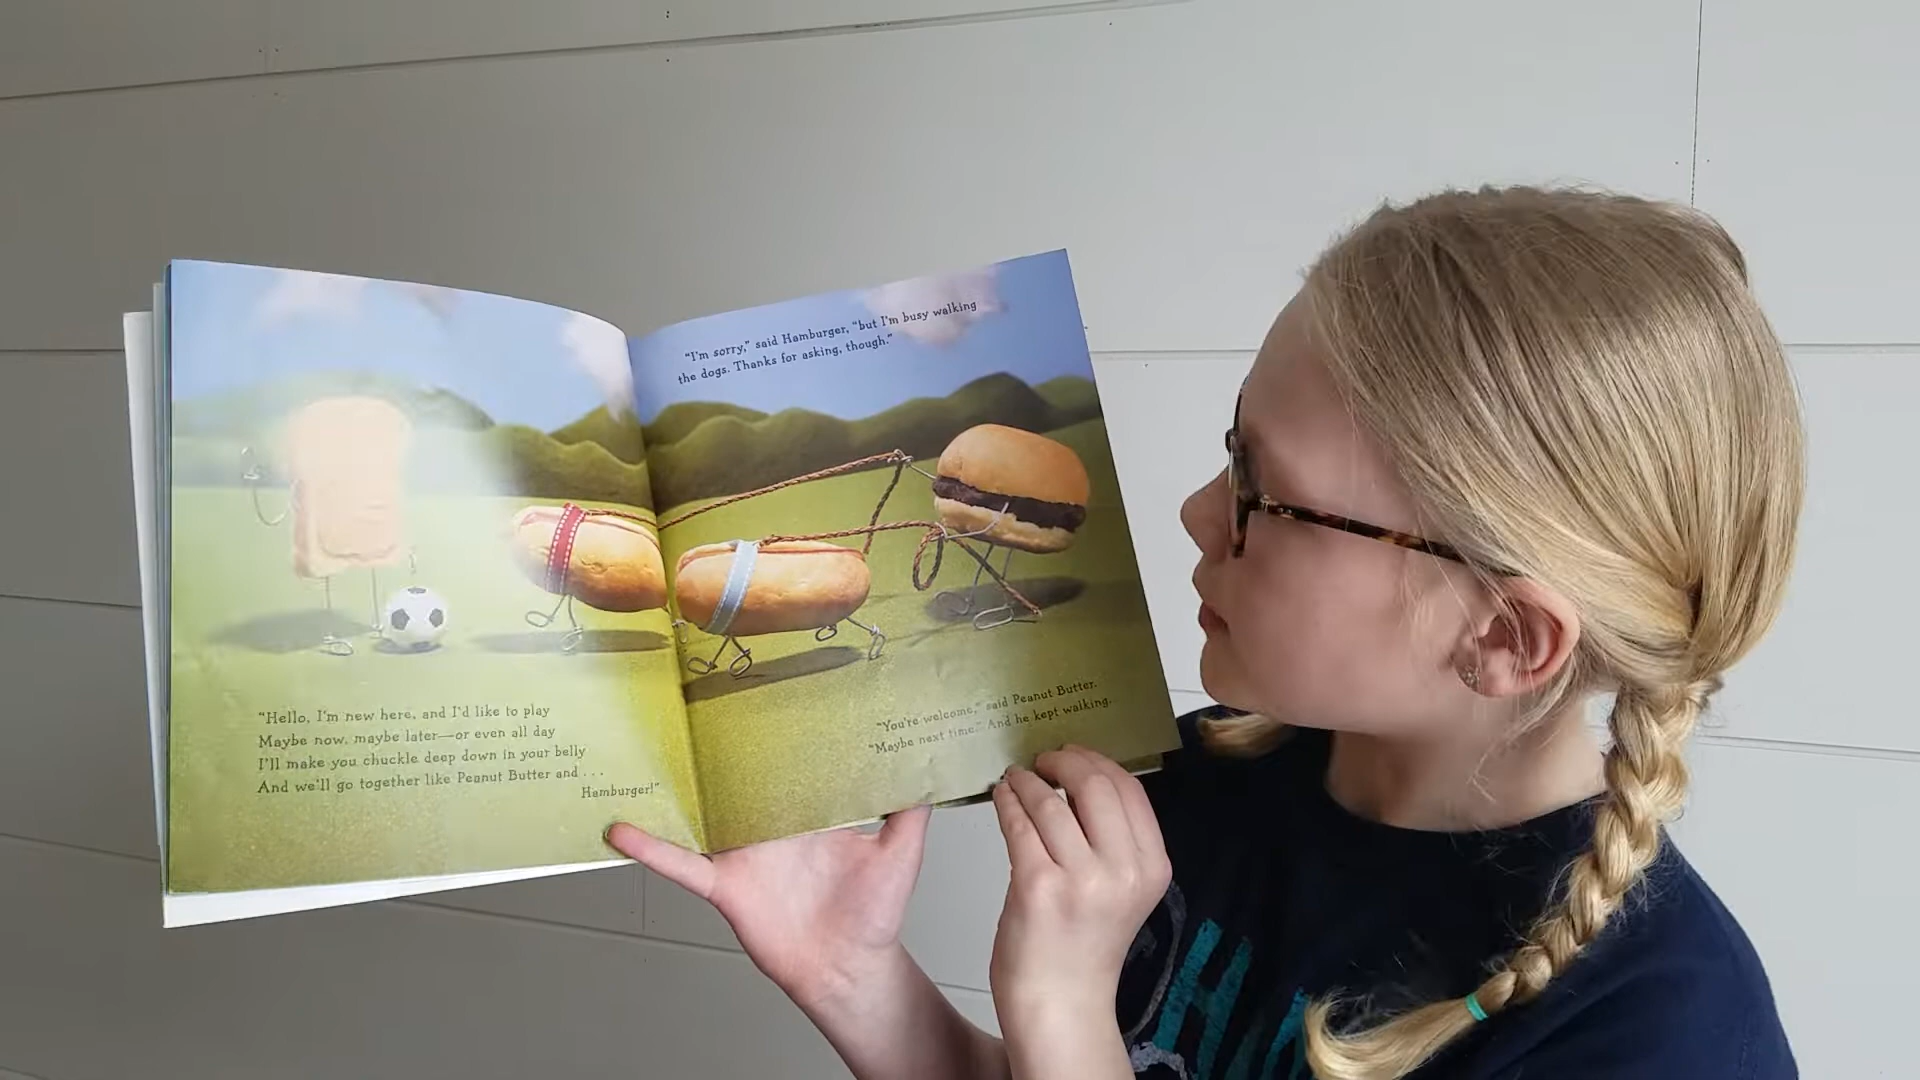 "Hello, I'm new here, and I'd like to play
Maybe now, maybe later—or even all day
I'll make you chuckle deep down in your belly
And we'll go together like Peanut Butter and . . .
Hamburger!"
"I'm sorry," said Hamburger, "but I'm busy walking
the dogs. Thanks for asking, though."
"You're welcome," said Peanut Butter.
"Maybe next time." And he kept walking.